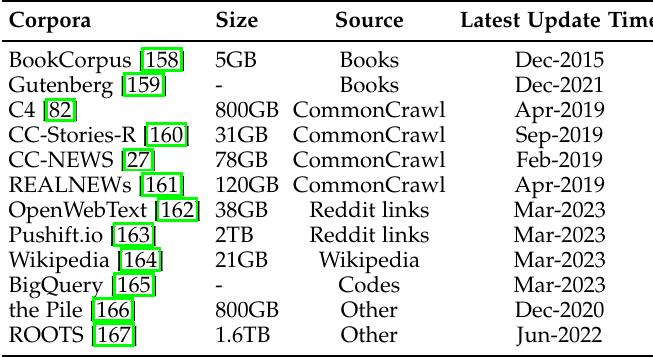 Corpora Size Source Latest Update Time
BookCorpus [158] 5GB Books Dec-2015
Gutenberg [159] - Books Dec-2021
C4 [82] 800GB CommonCrawl Apr-2019
CC-Stories-R [160] 31GB CommonCrawl Sep-2019
CC-NEWS [27] 78GB CommonCrawl Feb-2019
REALNEWs [161] 120GB CommonCrawl Apr-2019
OpenWebText [162] 38GB Reddit links Mar-2023
Pushift.io [163] 2TB Reddit links Mar-2023
Wikipedia [164] 21GB Wikipedia Mar-2023
BigQuery [165] - Codes Mar-2023
the Pile [166] 800GB Other Dec-2020
ROOTS [167] 1.6TB Other Jun-2022